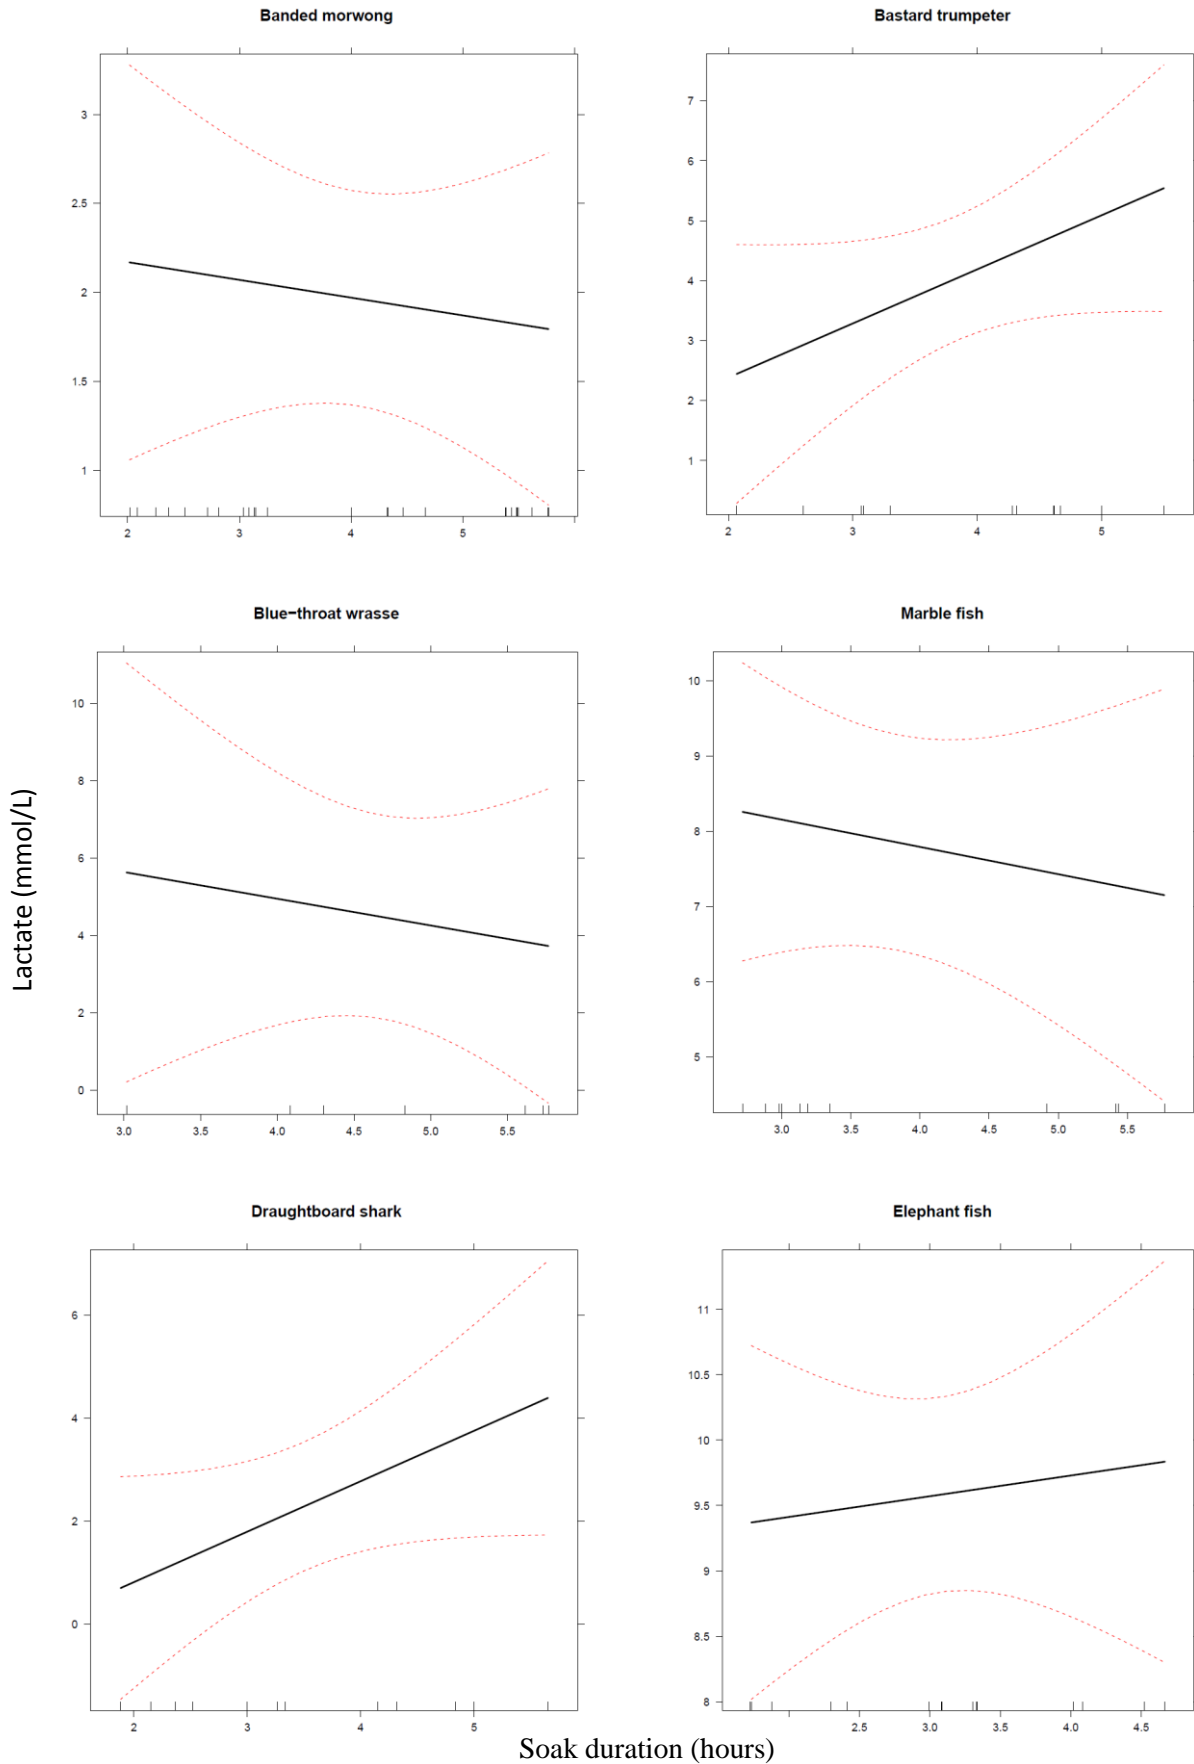 Banded morwong
Bastard trumpeter
3
2.5
2
1.5
1
2 3 4 5
7
6
5
4
3
2
1
2 3 4 5
Blue−throat wrasse
Marble fish
10
8
6
4
2
0
3.0 3.5 4.0 4.5 5.0 5.5
10
9
8
7
6
5
3.0 3.5 4.0 4.5 5.0 5.5
Lactate (mmol/L)
Draughtboard shark
Elephant fish
6
4
2
0
2 3 4 5
11
10.5
10
9.5
9
8.5
8
2.5 3.0 3.5 4.0 4.5
Soak duration (hours)